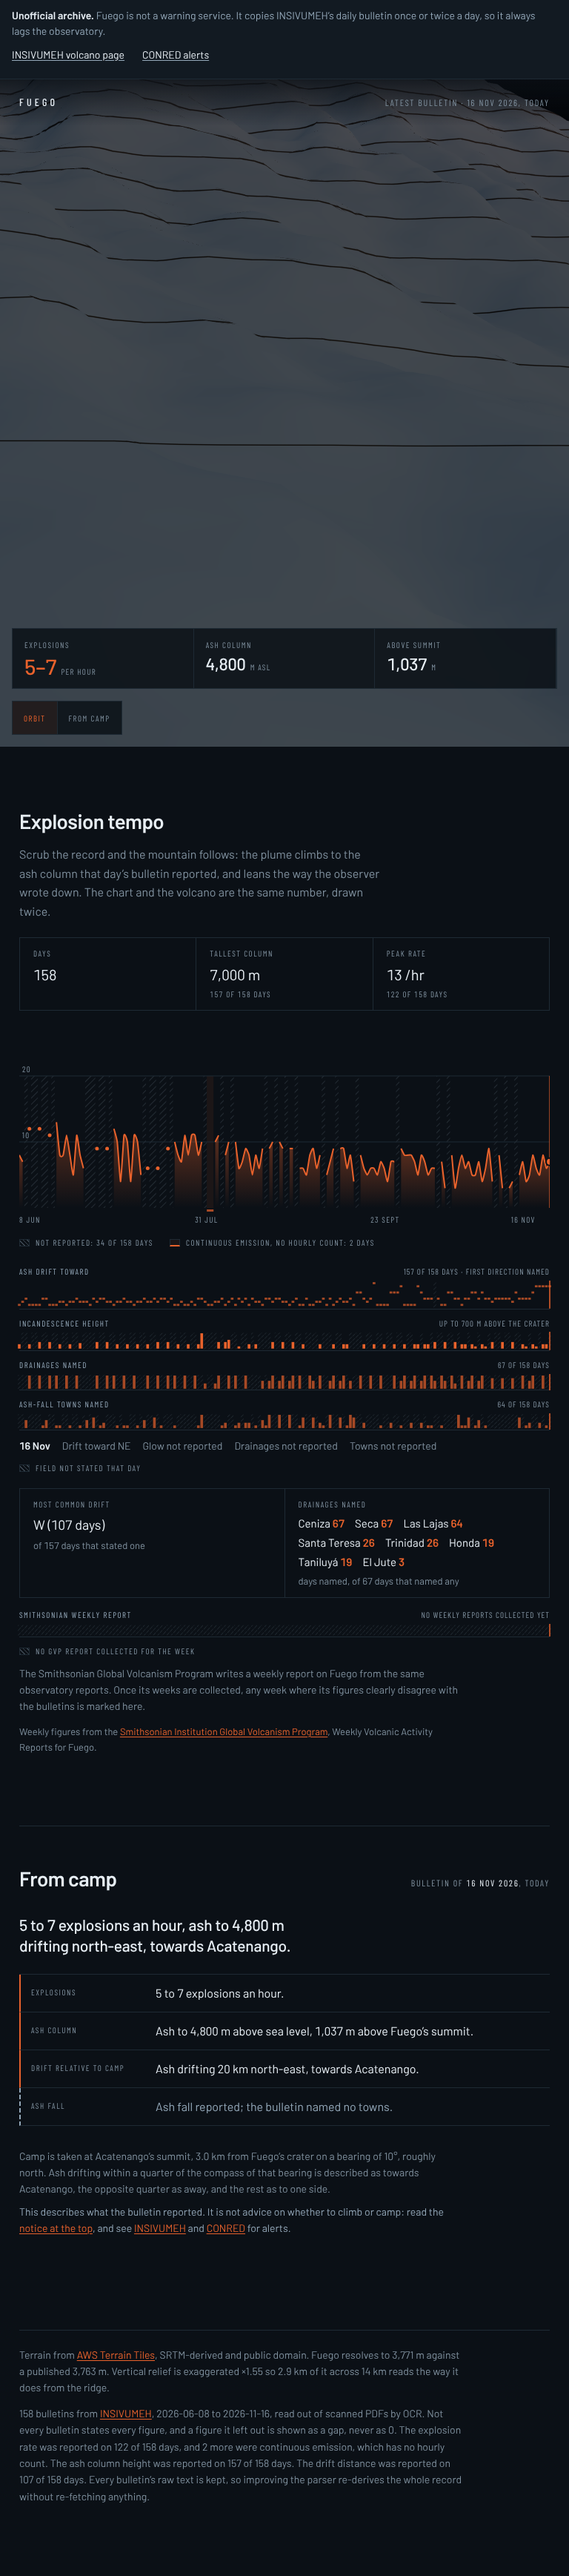 Unofficial archive. Fuego is not a warning service. It copies INSIVUMEH's daily bulletin once or twice a day, so it always
lags the observatory.
INSIVUMEH volcano page CONRED alerts
FUEGO
LATEST BULLETIN · 16 NOV 2026, TODAY
EXPLOSIONS
5–7 PER HOUR
ASH COLUMN
4,800 M ASL
ABOVE SUMMIT
1,037 M
ORBIT
FROM CAMP
Explosion tempo
Scrub the record and the mountain follows: the plume climbs to the
ash column that day's bulletin reported, and leans the way the observer
wrote down. The chart and the volcano are the same number, drawn
twice.
DAYS
158
TALLEST COLUMN
7,000 m
157 OF 158 DAYS
PEAK RATE
13 /hr
122 OF 158 DAYS
20
10
8 JUN
31 JUL
23 SEPT
16 NOV
NOT REPORTED: 34 OF 158 DAYS
CONTINUOUS EMISSION, NO HOURLY COUNT: 2 DAYS
ASH DRIFT TOWARD
157 OF 158 DAYS · FIRST DIRECTION NAMED
INCANDESCENCE HEIGHT
UP TO 700 M ABOVE THE CRATER
DRAINAGES NAMED
67 OF 158 DAYS
ASH-FALL TOWNS NAMED
64 OF 158 DAYS
16 Nov Drift toward NE Glow not reported Drainages not reported Towns not reported
FIELD NOT STATED THAT DAY
MOST COMMON DRIFT
W (107 days)
of 157 days that stated one
DRAINAGES NAMED
Ceniza 67 Seca 67 Las Lajas 64
Santa Teresa 26 Trinidad 26 Honda 19
Taniluyá 19 El Jute 3
days named, of 67 days that named any
SMITHSONIAN WEEKLY REPORT
NO WEEKLY REPORTS COLLECTED YET
NO GVP REPORT COLLECTED FOR THE WEEK
The Smithsonian Global Volcanism Program writes a weekly report on Fuego from the same
observatory reports. Once its weeks are collected, any week where its figures clearly disagree with
the bulletins is marked here.
Weekly figures from the Smithsonian Institution Global Volcanism Program, Weekly Volcanic Activity
Reports for Fuego.
From camp
BULLETIN OF 16 NOV 2026, TODAY
5 to 7 explosions an hour, ash to 4,800 m
drifting north-east, towards Acatenango.
EXPLOSIONS
5 to 7 explosions an hour.
ASH COLUMN
Ash to 4,800 m above sea level, 1,037 m above Fuego's summit.
DRIFT RELATIVE TO CAMP
Ash drifting 20 km north-east, towards Acatenango.
ASH FALL
Ash fall reported; the bulletin named no towns.
Camp is taken at Acatenango's summit, 3.0 km from Fuego's crater on a bearing of 10°, roughly
north. Ash drifting within a quarter of the compass of that bearing is described as towards
Acatenango, the opposite quarter as away, and the rest as to one side.
This describes what the bulletin reported. It is not advice on whether to climb or camp: read the
notice at the top, and see INSIVUMEH and CONRED for alerts.
Terrain from AWS Terrain Tiles, SRTM-derived and public domain. Fuego resolves to 3,771 m against
a published 3,763 m. Vertical relief is exaggerated ×1.55 so 2.9 km of it across 14 km reads the way it
does from the ridge.
158 bulletins from INSIVUMEH, 2026-06-08 to 2026-11-16, read out of scanned PDFs by OCR. Not
every bulletin states every figure, and a figure it left out is shown as a gap, never as 0. The explosion
rate was reported on 122 of 158 days, and 2 more were continuous emission, which has no hourly
count. The ash column height was reported on 157 of 158 days. The drift distance was reported on
107 of 158 days. Every bulletin's raw text is kept, so improving the parser re-derives the whole record
without re-fetching anything.